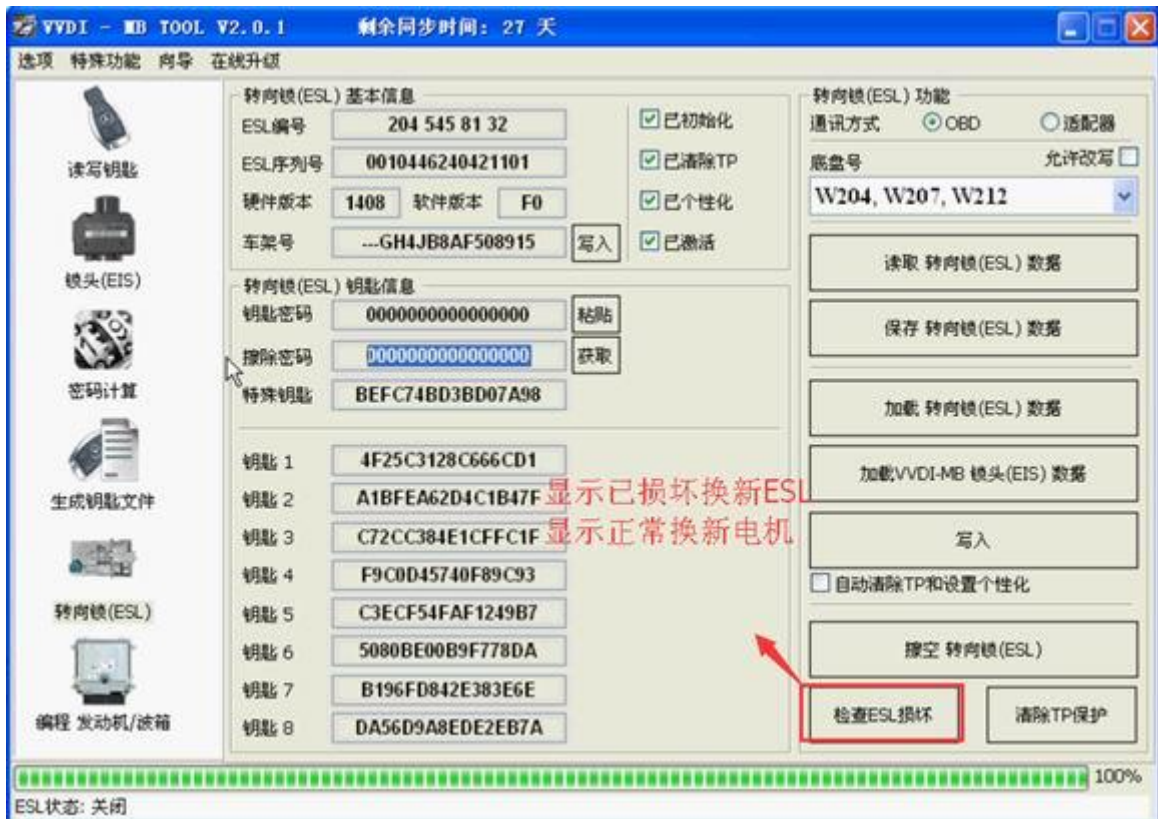 VVDI - MB TOOL V2.0.1 剩余同步时间: 27 天
选项 特殊功能 向导 在线升级
读写钥匙
锁头(EIS)
密码计算
生成钥匙文件
转向锁(ESL)
编程 发动机/波箱
转向锁(ESL)基本信息
ESL编号 204 545 81 32
ESL序列号 0010446240421101
硬件版本 1408 软件版本 F0
车架号 ---GH4JB8AF508915 写入
已初始化
已清除TP
已个性化
已激活
转向锁(ESL)钥匙信息
钥匙密码 0000000000000000 粘贴
擦除密码 0000000000000000 获取
特殊钥匙 BEFC74BD3BD07A98
钥匙 1 4F25C3128C666CD1
钥匙 2 A1BFEA62D4C1B47F
钥匙 3 C72CC384E1CFFC1F
钥匙 4 F9C0D45740F89C93
钥匙 5 C3ECF54FAF1249B7
钥匙 6 5080BE00B9F778DA
钥匙 7 B196FD842E383E6E
钥匙 8 DA56D9A8EDE2EB7A
显示已损坏换新ESL
显示正常换新电机
转向锁(ESL)功能
通讯方式 OBD 适配器
底盘号 允许改写
W204, W207, W212
读取 转向锁(ESL)数据
保存 转向锁(ESL)数据
加载 转向锁(ESL)数据
加载VVDI-MB 锁头(EIS)数据
写入
自动清除TP和设置个性化
擦空 转向锁(ESL)
检查ESL损坏 清除TP保护
100%
ESL状态: 关闭